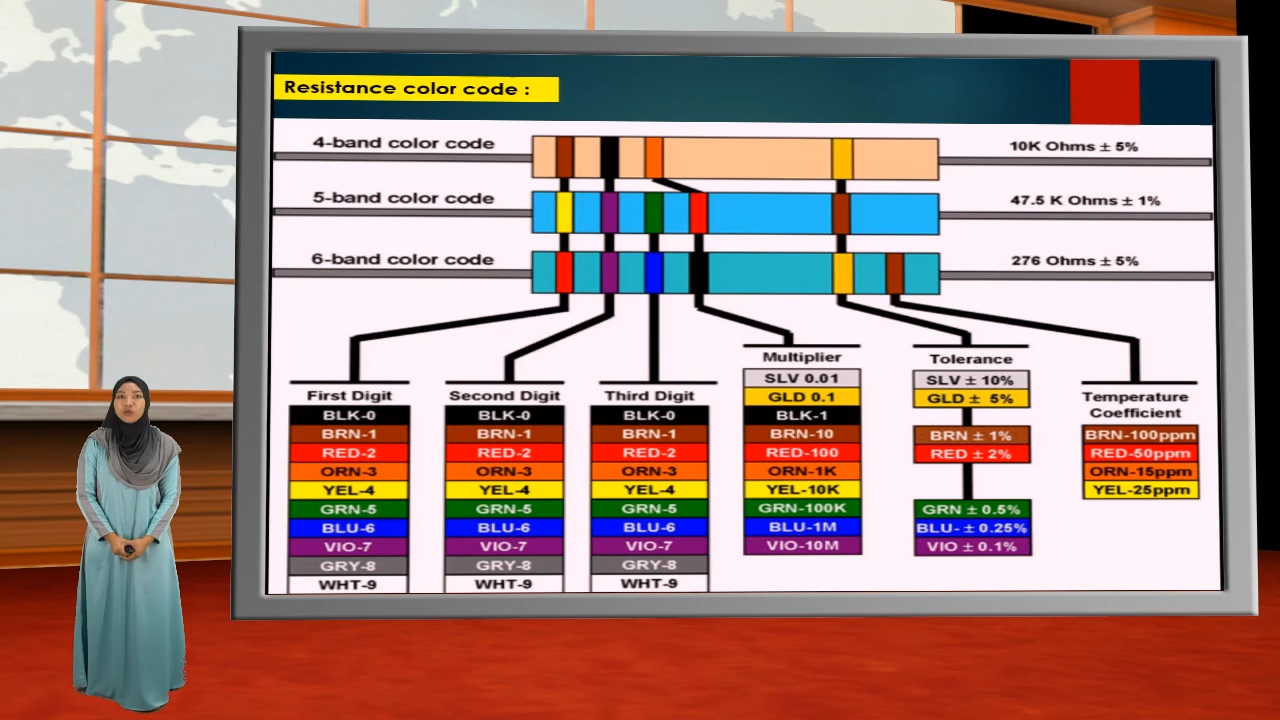 Resistance color code :
4-band color code
10K Ohms ± 5%
5-band color code
47.5 K Ohms ± 1%
6-band color code
276 Ohms ± 5%
First Digit
BLK-0
BRN-1
RED-2
ORN-3
YEL-4
GRN-5
BLU-6
VIO-7
GRY-8
WHT-9
Second Digit
BLK-0
BRN-1
RED-2
ORN-3
YEL-4
GRN-5
BLU-6
VIO-7
GRY-8
WHT-9
Third Digit
BLK-0
BRN-1
RED-2
ORN-3
YEL-4
GRN-5
BLU-6
VIO-7
GRY-8
WHT-9
Multiplier
SLV 0.01
GLD 0.1
BLK-1
BRN-10
RED-100
ORN-1K
YEL-10K
GRN-100K
BLU-1M
VIO-10M
Tolerance
SLV ± 10%
GLD ± 5%
BRN ± 1%
RED ± 2%
GRN ± 0.5%
BLU- ± 0.25%
VIO ± 0.1%
Temperature
Coefficient
BRN-100ppm
RED-50ppm
ORN-15ppm
YEL-25ppm